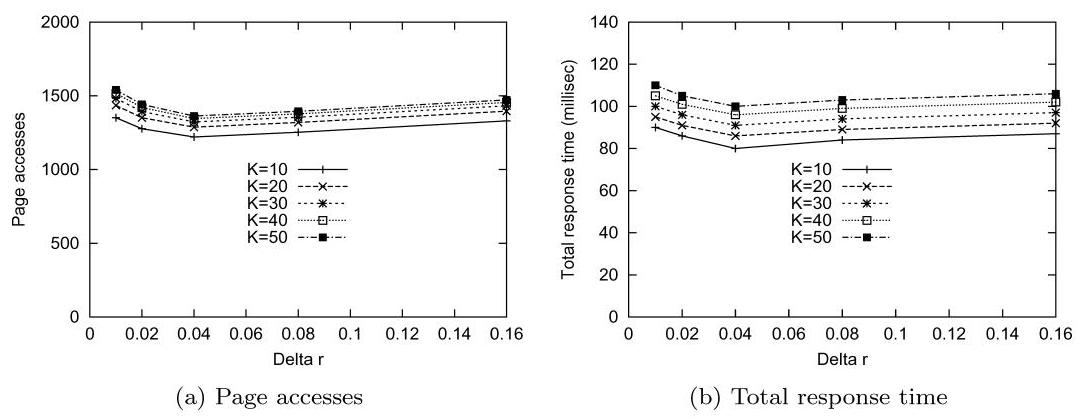 2000
1500
1000
500
0
Page accesses
K=10
K=20
K=30
K=40
K=50
0 0.02 0.04 0.06 0.08 0.1 0.12 0.14 0.16
Delta r
(a) Page accesses
140
120
100
80
60
40
20
0
Total response time (millisec)
K=10
K=20
K=30
K=40
K=50
0 0.02 0.04 0.06 0.08 0.1 0.12 0.14 0.16
Delta r
(b) Total response time